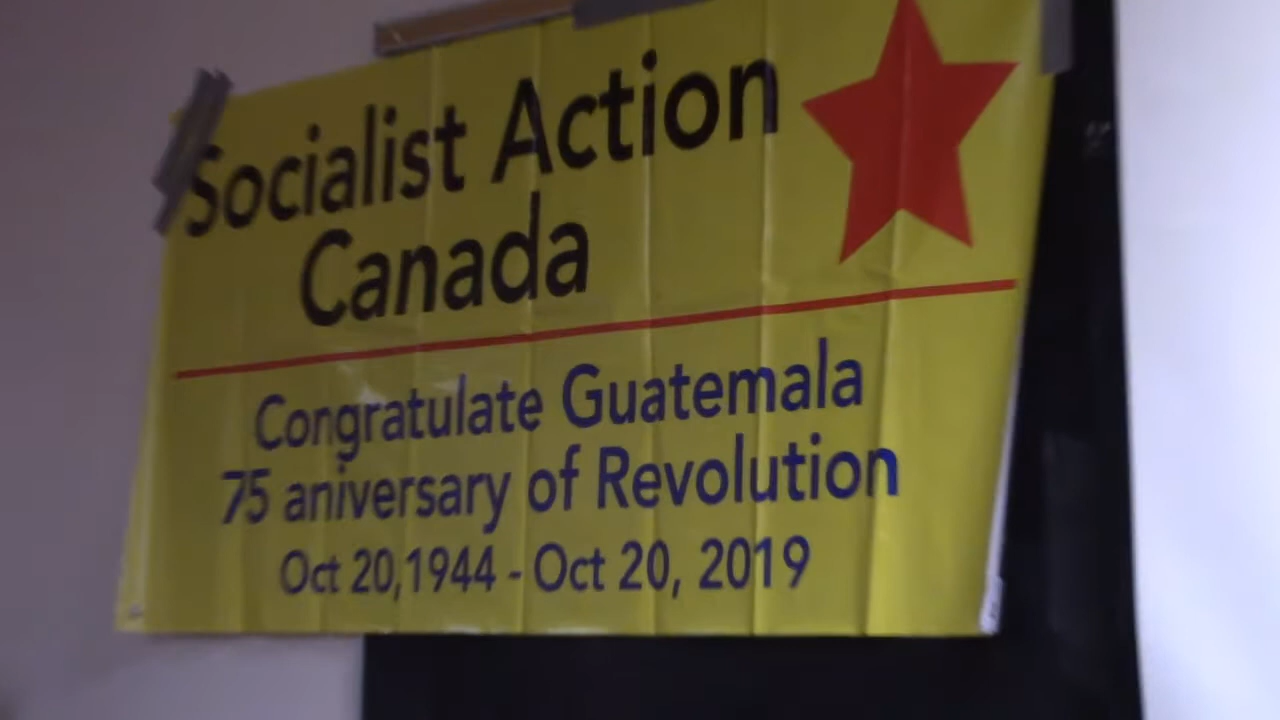 Socialist Action
Canada
Congratulate Guatemala
75 aniversary of Revolution
Oct 20,1944 - Oct 20, 2019